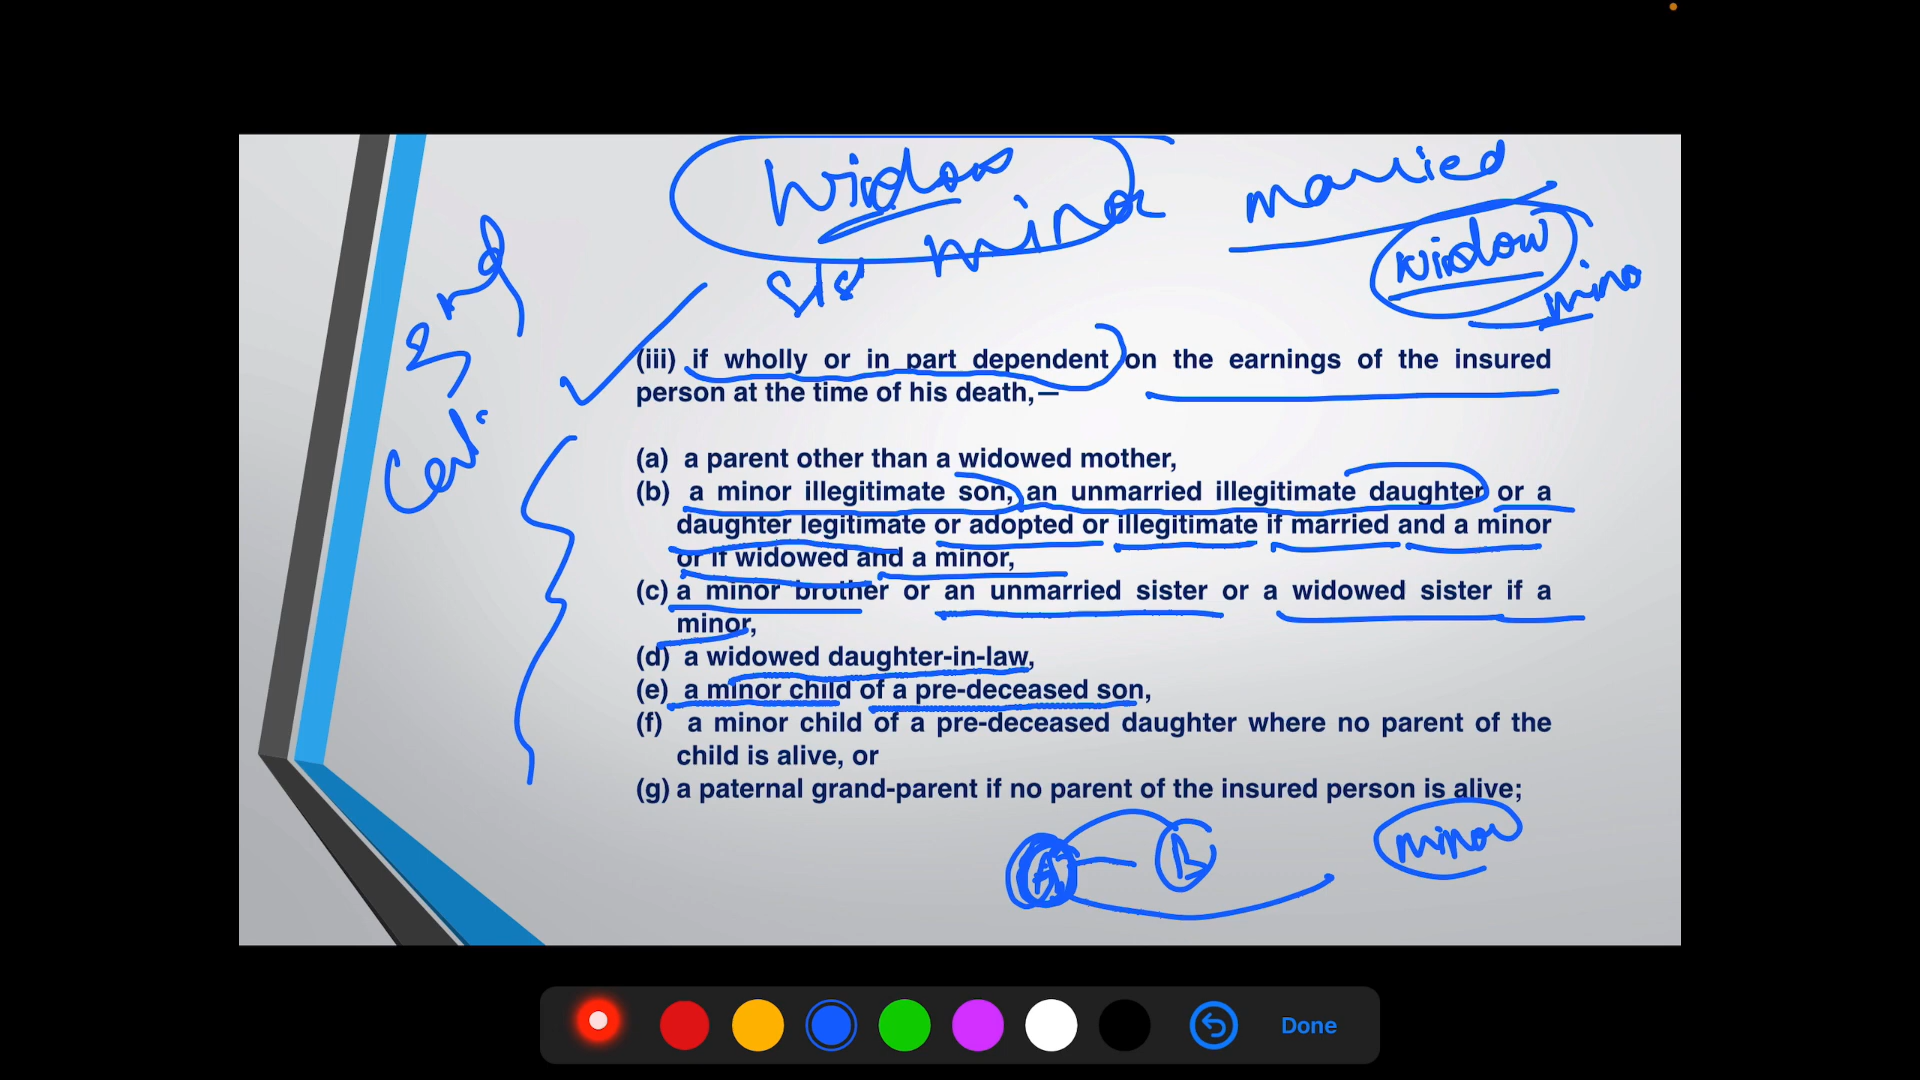 Widow
minor
married
widow
mino
sis
2nd
(iii) if wholly or in part dependent on the earnings of the insured
person at the time of his death,—
(a) a parent other than a widowed mother,
(b) a minor illegitimate son, an unmarried illegitimate daughter or a
daughter legitimate or adopted or illegitimate if married and a minor
or if widowed and a minor,
(c) a minor brother or an unmarried sister or a widowed sister if a
minor,
(d) a widowed daughter-in-law,
(e) a minor child of a pre-deceased son,
(f) a minor child of a pre-deceased daughter where no parent of the
child is alive, or
(g) a paternal grand-parent if no parent of the insured person is alive;
minor
A
Done